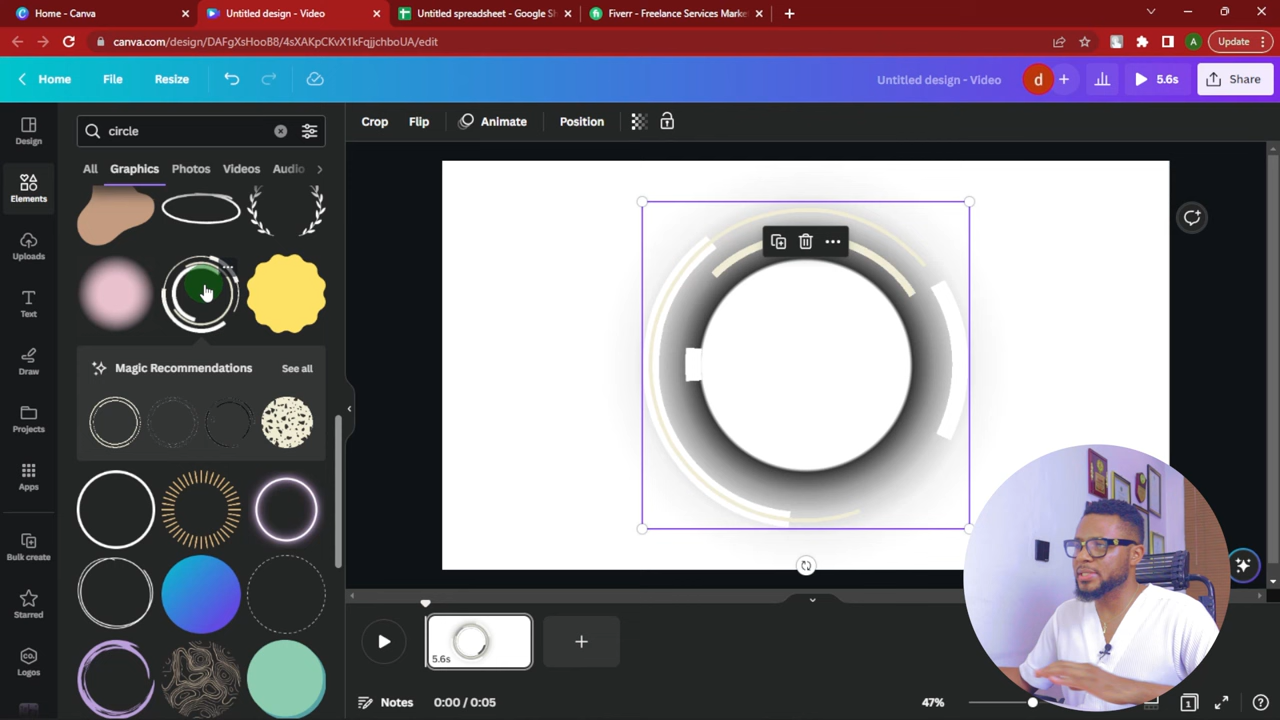 Home - Canva
Untitled design - Video
Untitled spreadsheet - Google Sh
Fiverr - Freelance Services Marke
canva.com/design/DAFgXsHooB8/4sXAKpCKvX1kFqjjchboUA/edit
A
Update
Home
File
Resize
Untitled design - Video
d
5.6s
Share
Design
Elements
Uploads
Text
Draw
Projects
Apps
Bulk create
Starred
Logos
circle
All Graphics Photos Videos Audio
Magic Recommendations
See all
Crop
Flip
Animate
Position
5.6s
Notes
0:00 / 0:05
47%
1